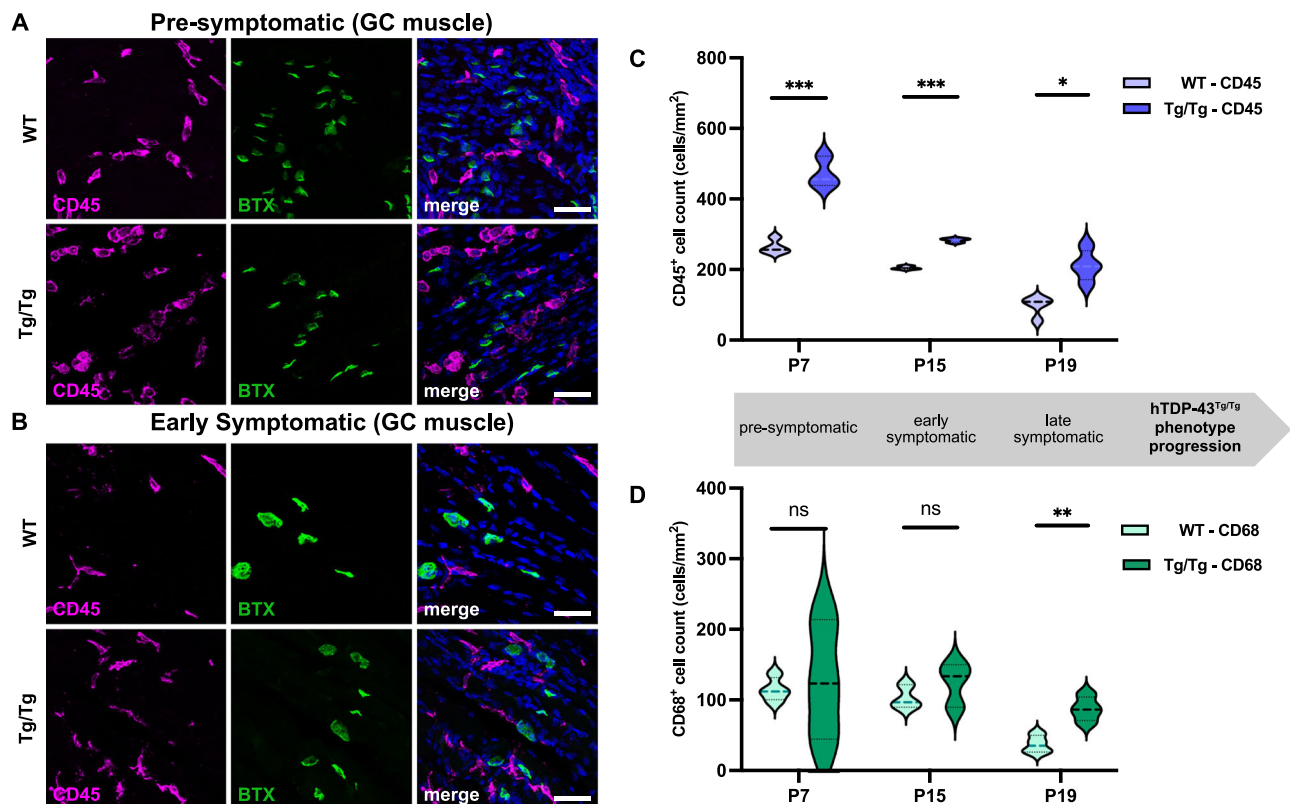 A
Pre-symptomatic (GC muscle)
WT
CD45
BTX
merge
Tg/Tg
CD45
BTX
merge
B
Early Symptomatic (GC muscle)
WT
CD45
BTX
merge
Tg/Tg
CD45
BTX
merge
C
CD45⁺ cell count (cells/mm²)
800
600
400
200
0
***
***
*
WT - CD45
Tg/Tg - CD45
P7
P15
P19
pre-symptomatic
early
symptomatic
late
symptomatic
hTDP-43ᵀᵍ/ᵀᵍ
phenotype
progression
D
CD68⁺ cell count (cells/mm²)
400
300
200
100
0
ns
ns
**
WT - CD68
Tg/Tg - CD68
P7
P15
P19